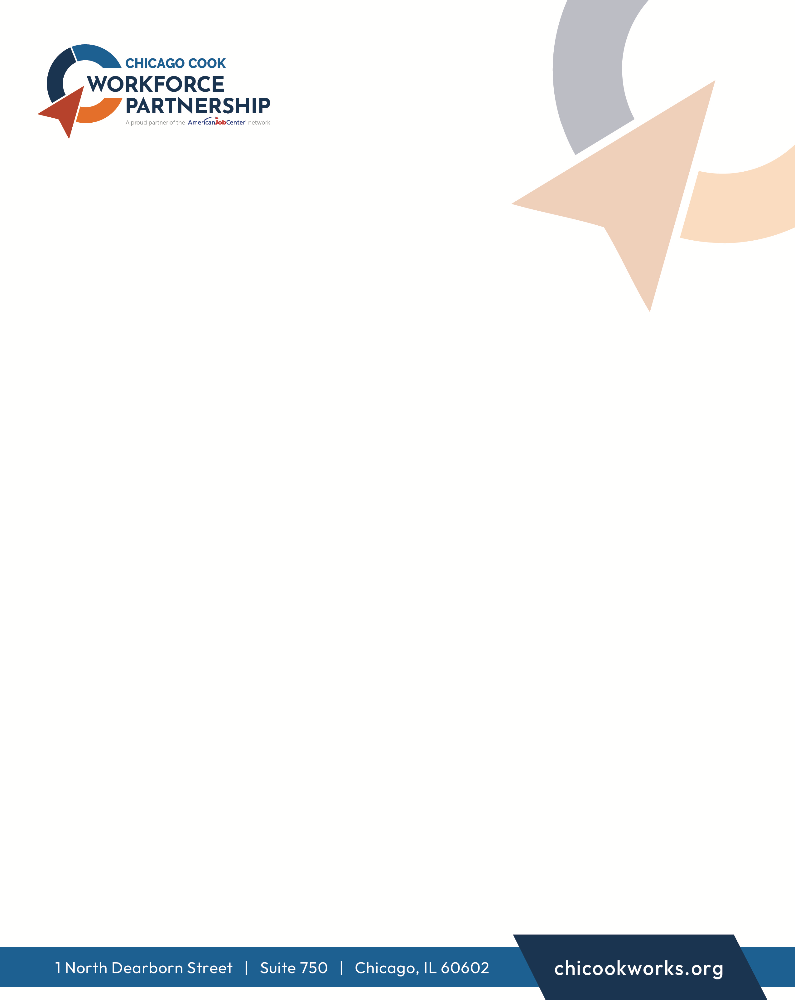 CHICAGO COOK
WORKFORCE
PARTNERSHIP
A proud partner of the AmericanJobCenter® network
1 North Dearborn Street | Suite 750 | Chicago, IL 60602
chicookworks.org